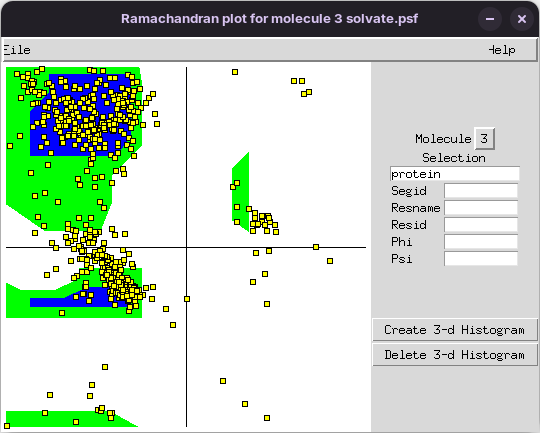 Ramachandran plot for molecule 3 solvate.psf
File
Help
Molecule 3
Selection
protein
Segid
Resname
Resid
Phi
Psi
Create 3-d Histogram
Delete 3-d Histogram